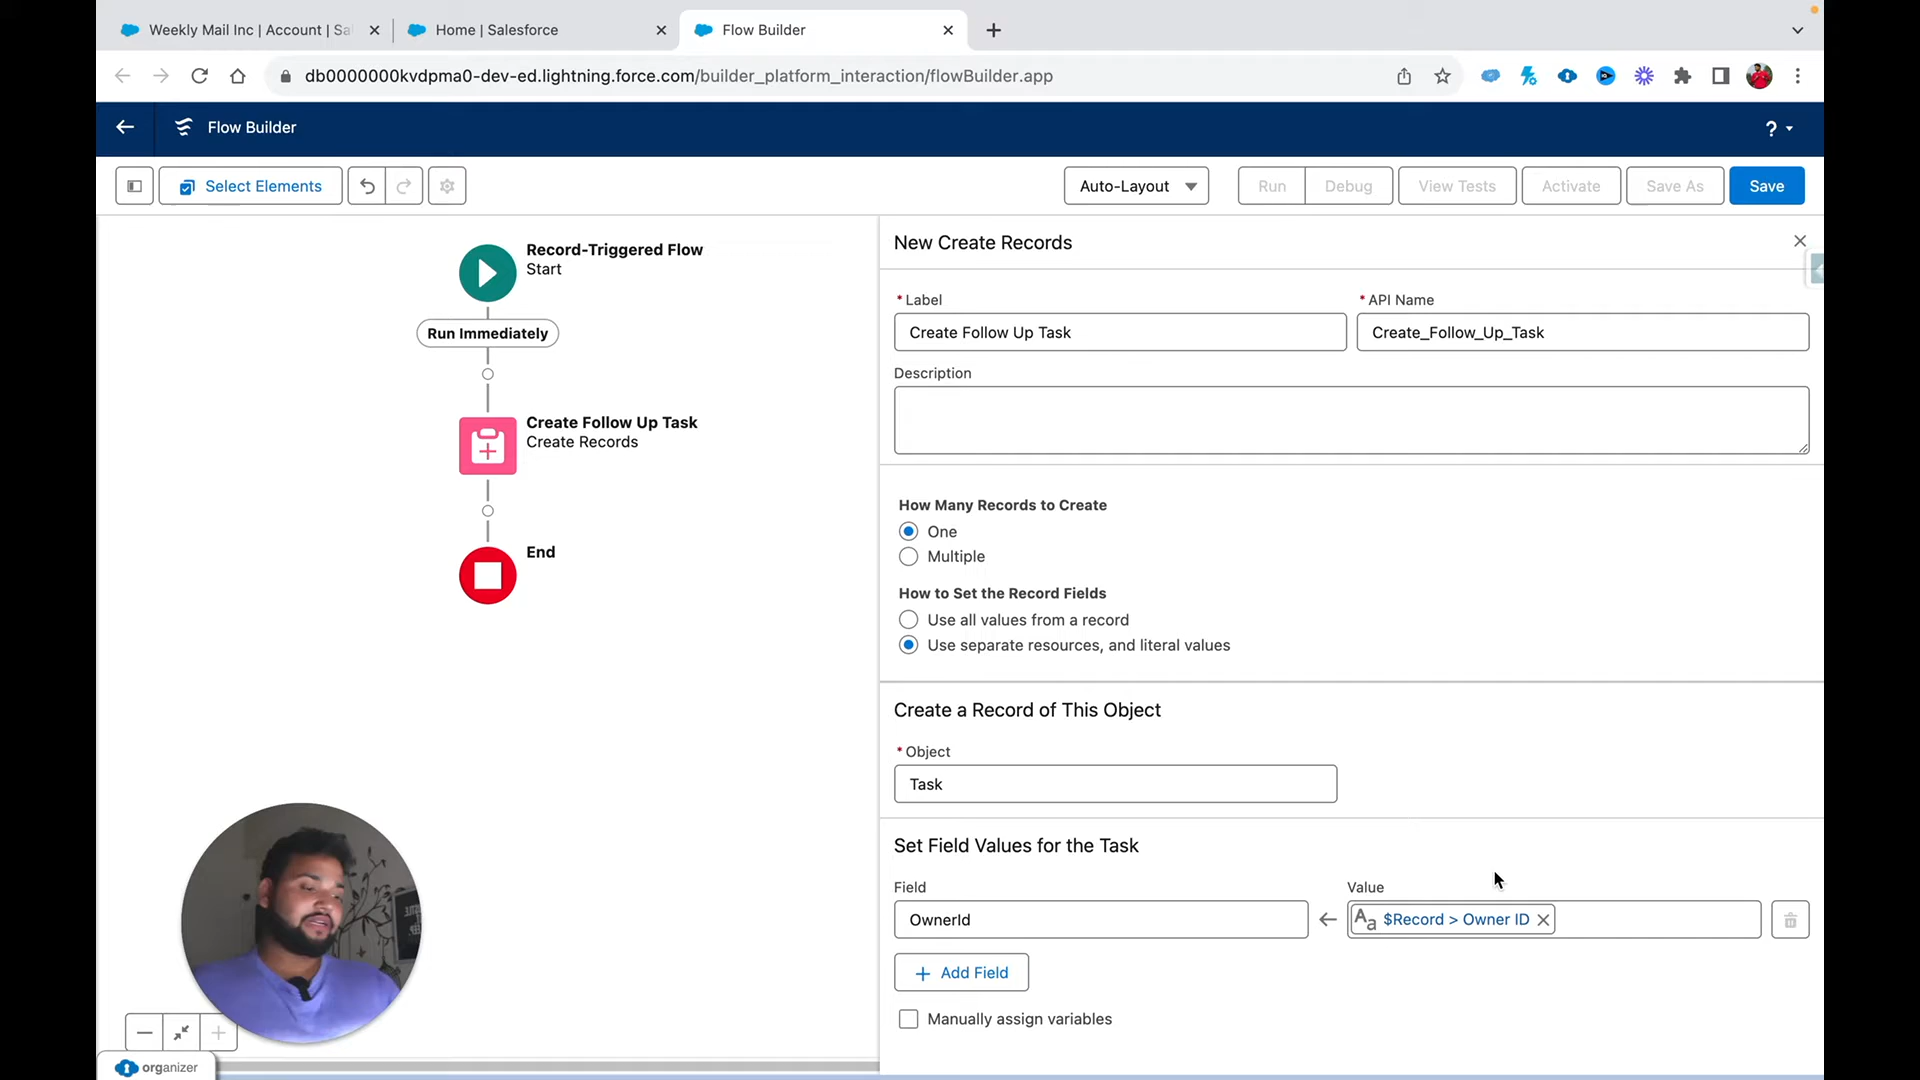 Weekly Mail Inc | Account | Sa
Home | Salesforce
Flow Builder
db0000000kvdpma0-dev-ed.lightning.force.com/builder_platform_interaction/flowBuilder.app
Flow Builder
?
Select Elements
Auto-Layout
Run
Debug
View Tests
Activate
Save As
Save
Record-Triggered Flow
Start
Run Immediately
Create Follow Up Task
Create Records
End
New Create Records
* Label
Create Follow Up Task
* API Name
Create_Follow_Up_Task
Description
How Many Records to Create
One
Multiple
How to Set the Record Fields
Use all values from a record
Use separate resources, and literal values
Create a Record of This Object
* Object
Task
Set Field Values for the Task
Field
OwnerId
Value
Aa $Record > Owner ID
+ Add Field
Manually assign variables
organizer